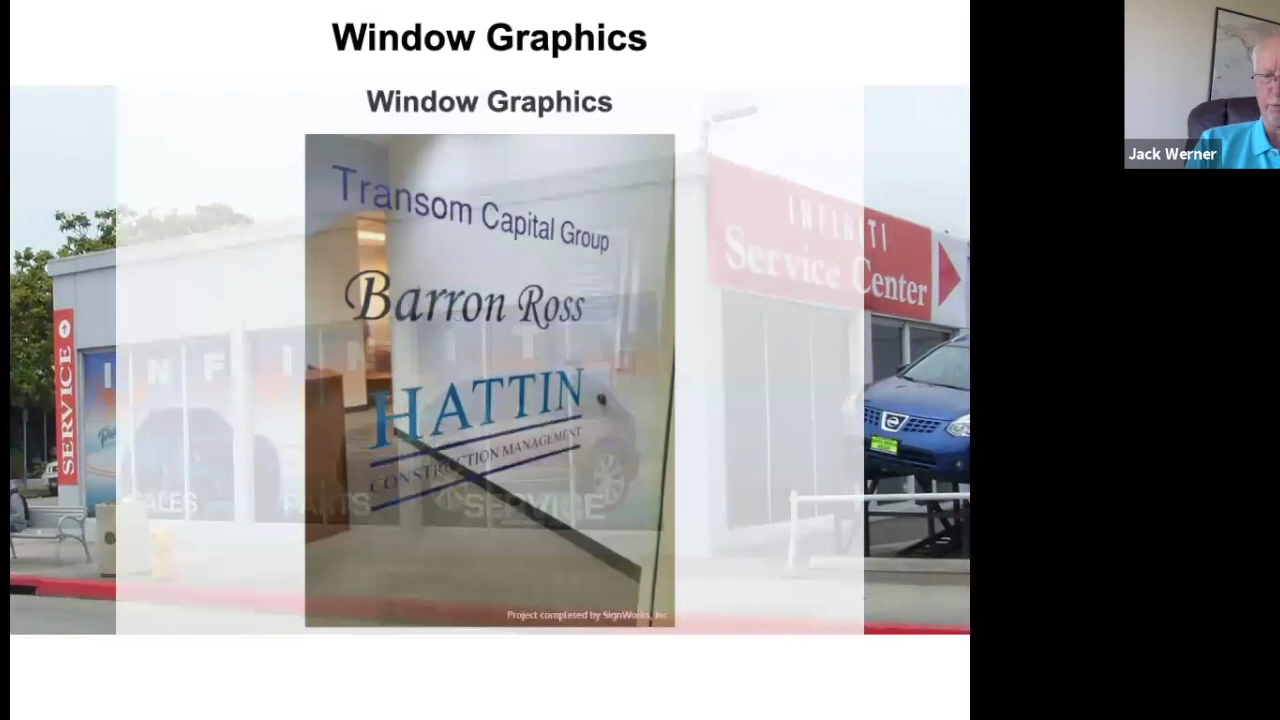 Window Graphics
Window Graphics
Transom Capital Group
Barron Ross
HATTIN
CONSTRUCTION MANAGEMENT
INFINITI
Service Center
SERVICE
INFINIT
SALES
PARTS
SERVICE
Project completed by SignWorks, Inc.
Jack Werner